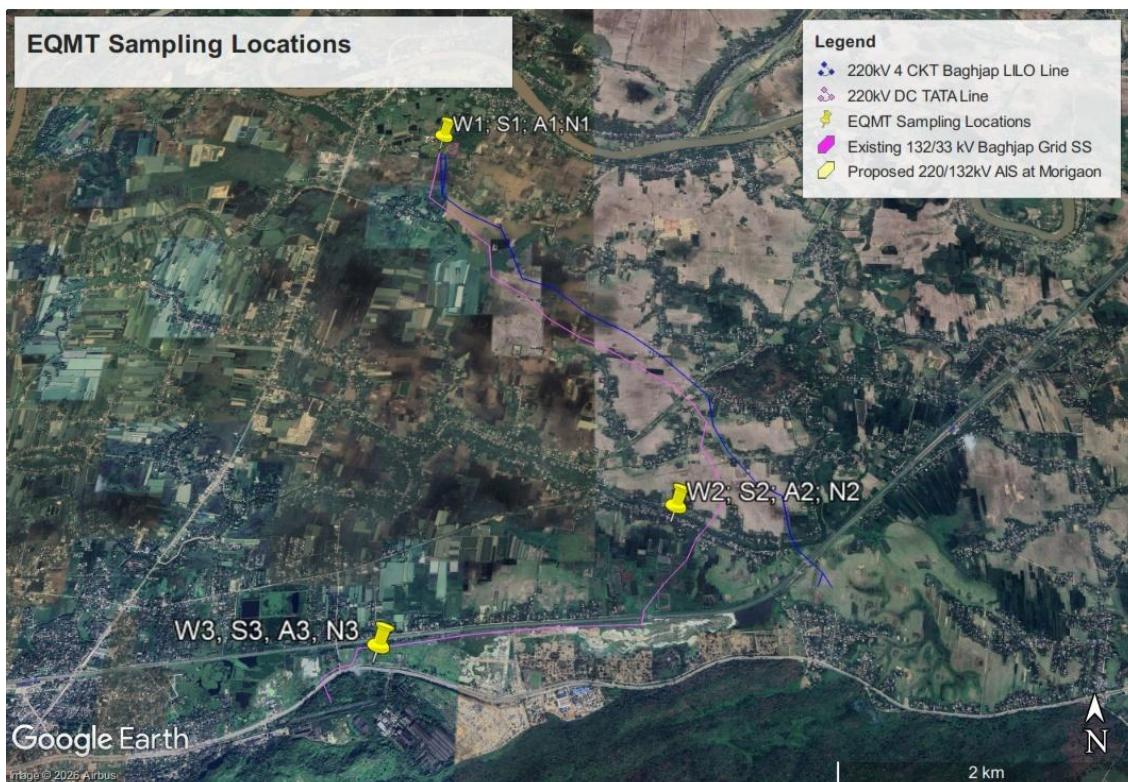 EQMT Sampling Locations
Legend
220kV 4 CKT Baghjap LILO Line
220kV DC TATA Line
EQMT Sampling Locations
Existing 132/33 kV Baghjap Grid SS
Proposed 220/132kV AIS at Morigaon
W1; S1; A1;N1
W2; S2; A2; N2
W3, S3, A3, N3
Google Earth
Image © 2026 Airbus
N
2 km